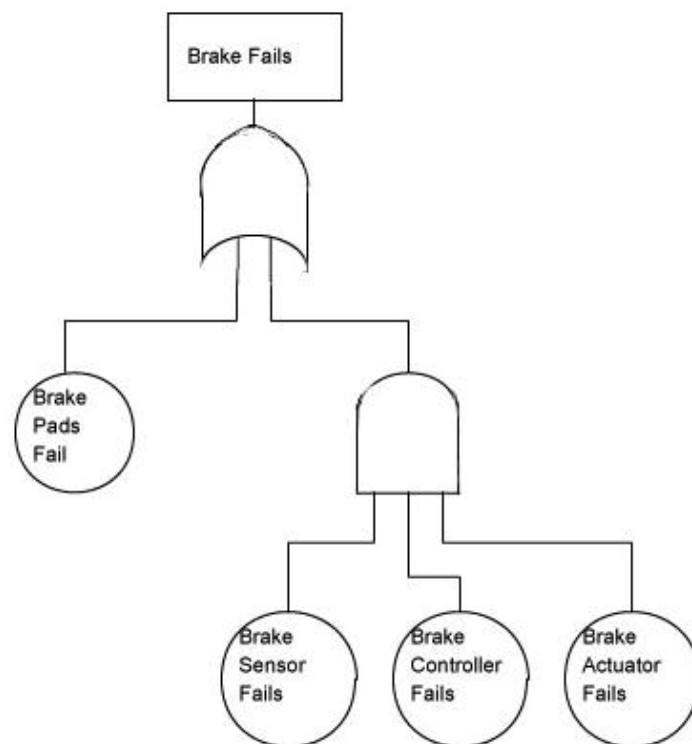 Brake Fails
Brake
Pads
Fail
Brake
Sensor
Fails
Brake
Controller
Fails
Brake
Actuator
Fails